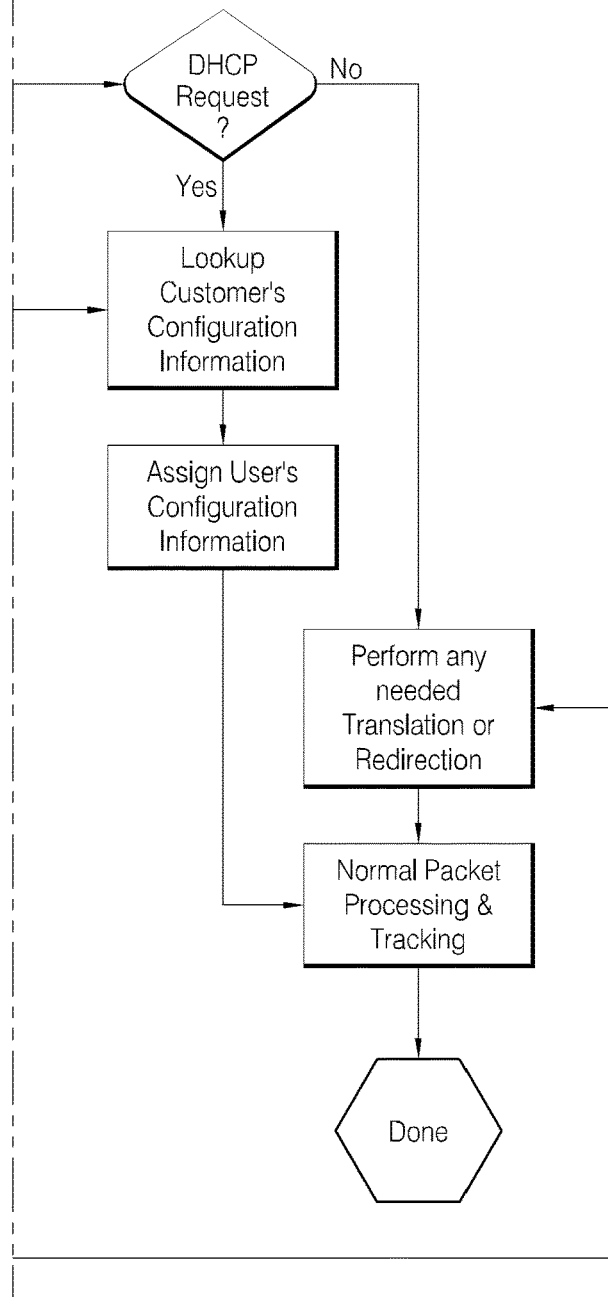 DHCP
Request
?
No
Yes
Lookup
Customer's
Configuration
Information
Assign User's
Configuration
Information
Perform any
needed
Translation or
Redirection
Normal Packet
Processing &
Tracking
Done